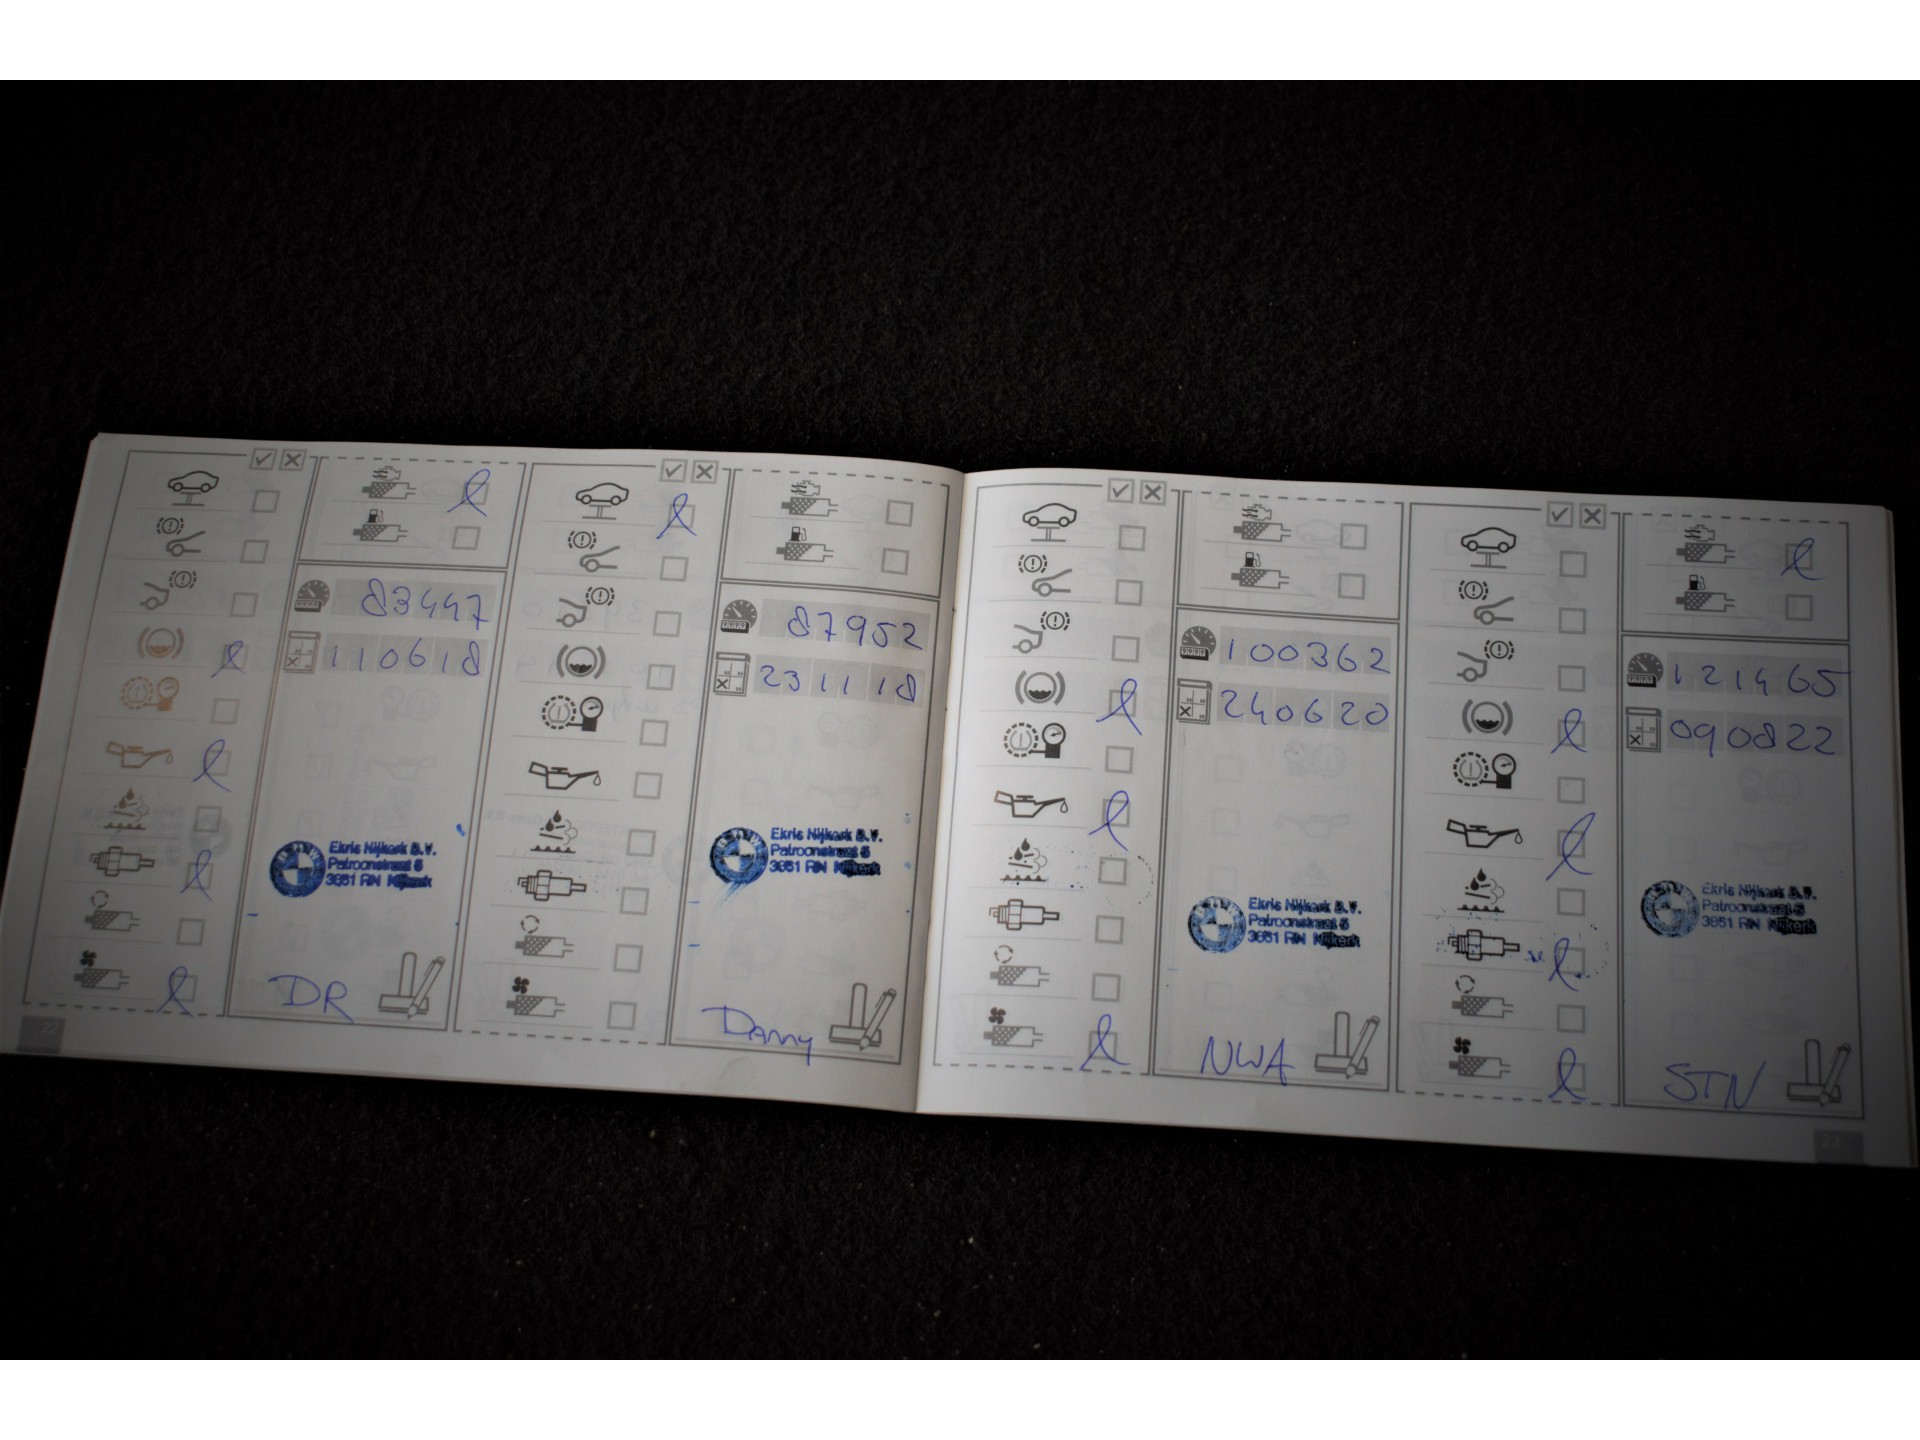 83447
110618
Ekris Nijkerk B.V.
Patroonstraat 5
3861 RN Nijkerk
DR
22
87952
231118
Ekris Nijkerk B.V.
Patroonstraat 5
3861 RN Nijkerk
Danny
100362
240620
Ekris Nijkerk B.V.
Patroonstraat 5
3861 RN Nijkerk
NWA
121465
090822
Ekris Nijkerk B.V.
Patroonstraat 5
3861 RN Nijkerk
STN
23